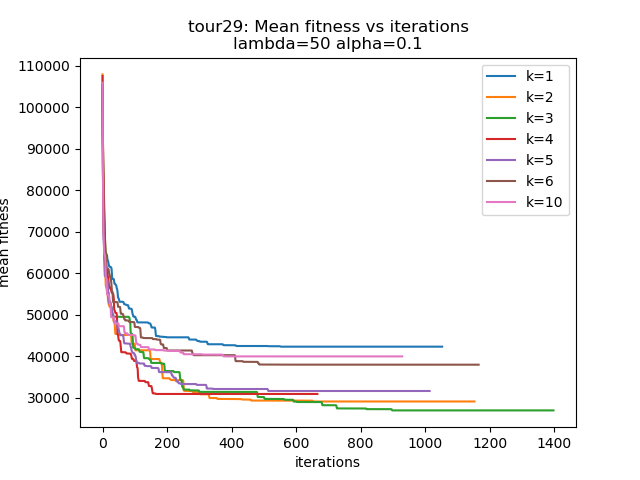 tour29: Mean fitness vs iterations
lambda=50 alpha=0.1
110000
100000
90000
80000
70000
60000
50000
40000
30000
mean fitness
k=1
k=2
k=3
k=4
k=5
k=6
k=10
0
200
400
600
800
1000
1200
1400
iterations